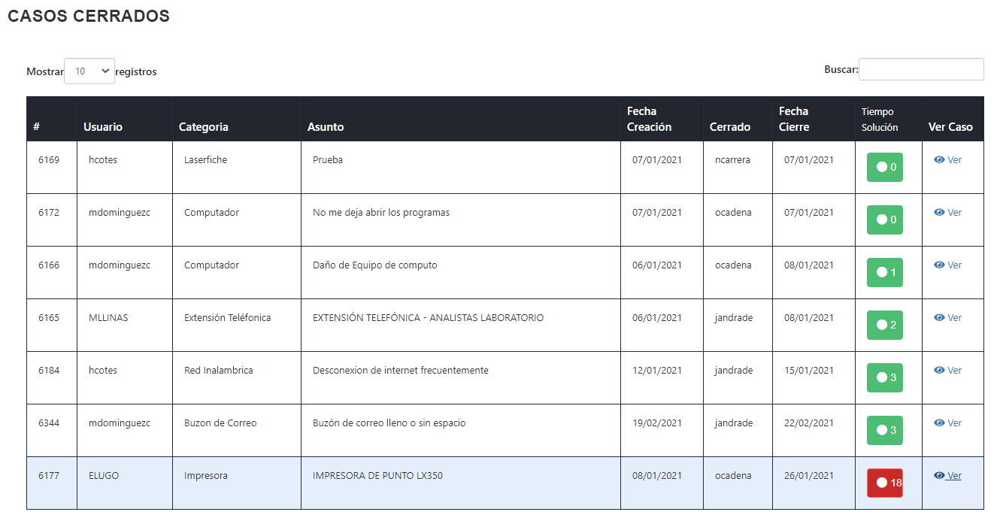 CASOS CERRADOS
Mostrar 10 registros
Buscar:
# Usuario Categoria Asunto Fecha Creación Cerrado Fecha Cierre Tiempo Solución Ver Caso
6169 hcotes Laserfiche Prueba 07/01/2021 ncarrera 07/01/2021 0 Ver
6172 mdominguezc Computador No me deja abrir los programas 07/01/2021 ocadena 07/01/2021 0 Ver
6166 mdominguezc Computador Daño de Equipo de computo 06/01/2021 ocadena 08/01/2021 1 Ver
6165 MLLINAS Extensión Teléfonica EXTENSIÓN TELEFÓNICA - ANALISTAS LABORATORIO 06/01/2021 jandrade 08/01/2021 2 Ver
6184 hcotes Red Inalambrica Desconexion de internet frecuentemente 12/01/2021 jandrade 15/01/2021 3 Ver
6344 mdominguezc Buzon de Correo Buzón de correo lleno o sin espacio 19/02/2021 jandrade 22/02/2021 3 Ver
6177 ELUGO Impresora IMPRESORA DE PUNTO LX350 08/01/2021 ocadena 26/01/2021 18 Ver